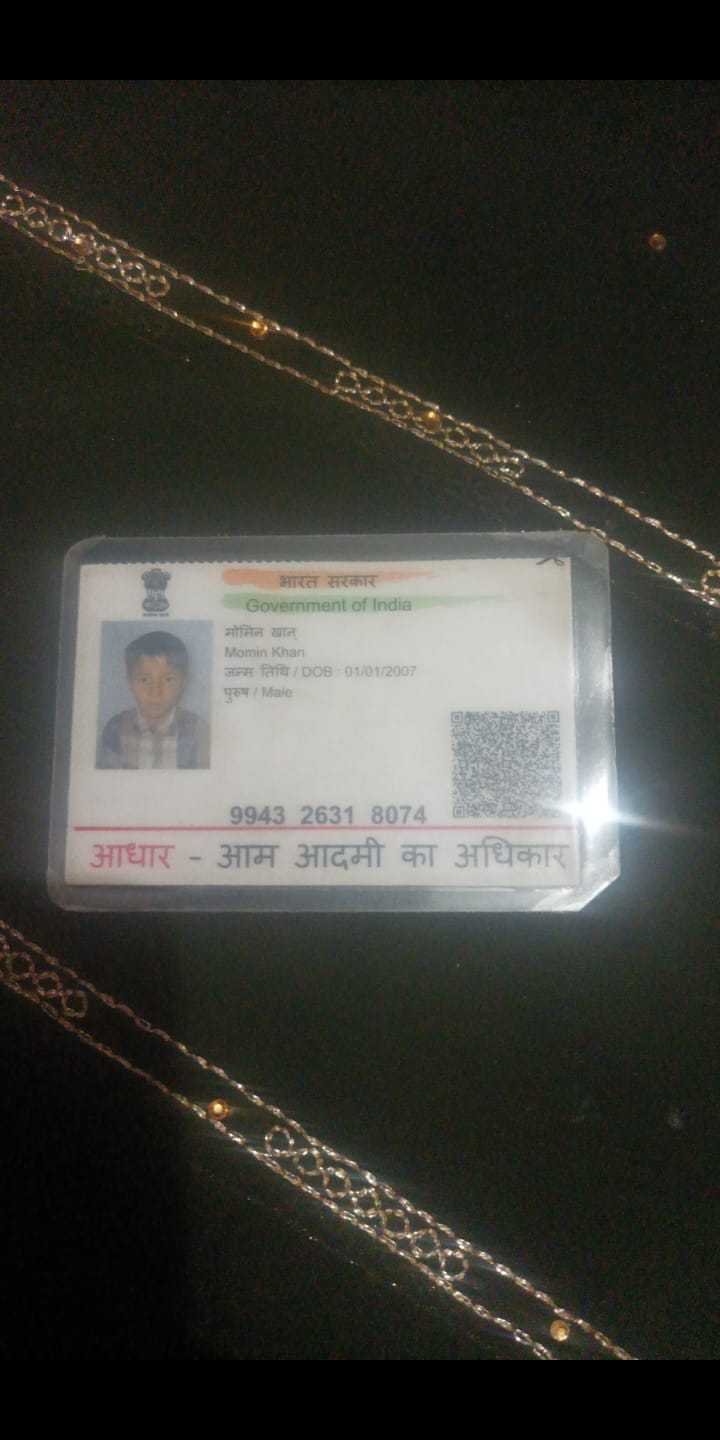 भारत सरकार
Government of India
मोमिन खान
Momin Khan
जन्म तिथि / DOB : 01/01/2007
पुरुष / Male
9943 2631 8074
आधार - आम आदमी का अधिकार